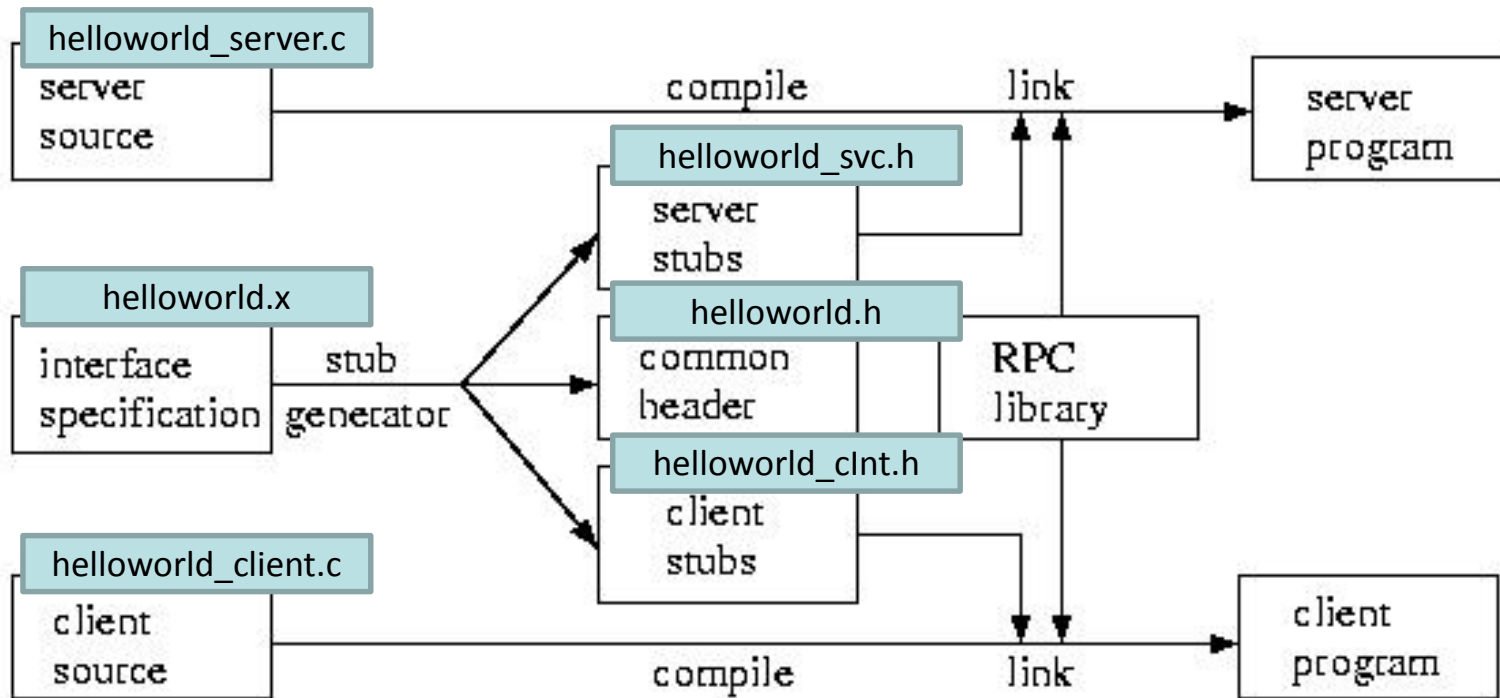 helloworld_server.c
server
source
compile
link
server
program
helloworld_svc.h
server
stubs
helloworld.x
interface
specification
stub
generator
helloworld.h
common
header
RPC
library
helloworld_clnt.h
client
stubs
helloworld_client.c
client
source
compile
link
client
program